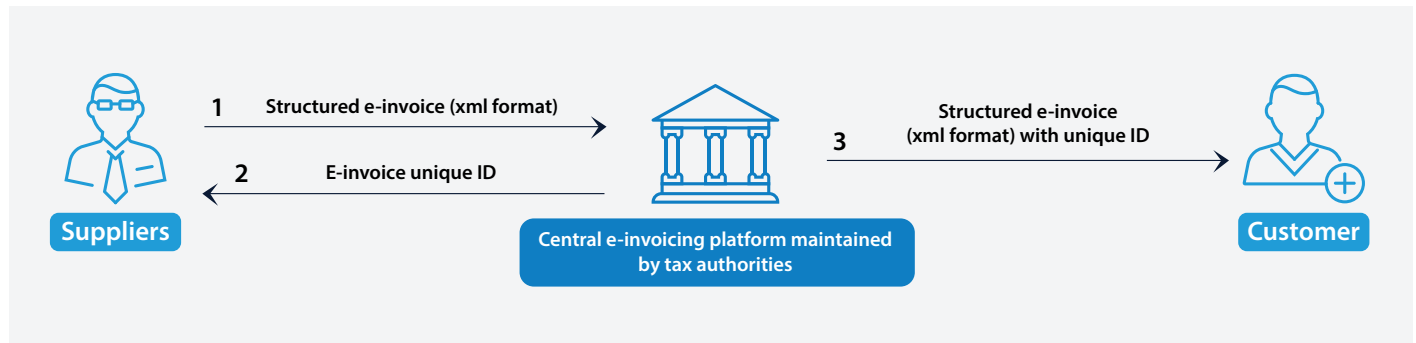 1
Structured e-invoice (xml format)
2
E-invoice unique ID
Suppliers
Central e-invoicing platform maintained
by tax authorities
3
Structured e-invoice
(xml format) with unique ID
Customer